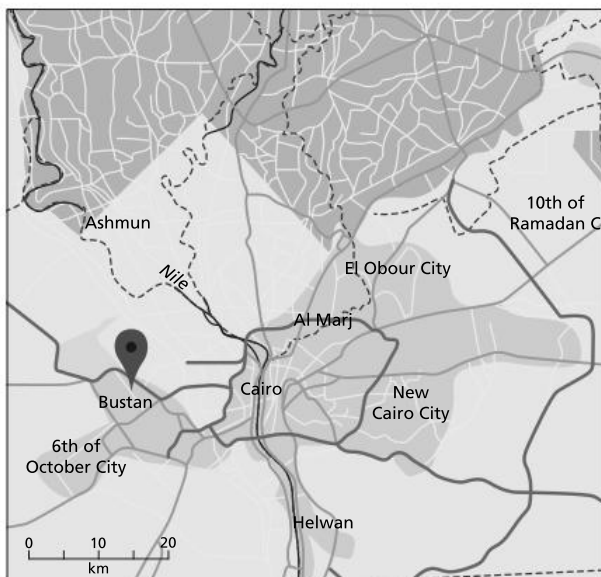 10th of
Ramadan C
Ashmun
El Obour City
Nile
Al Marj
Cairo
New
Cairo City
Bustan
6th of
October City
Helwan
0 10 20
km